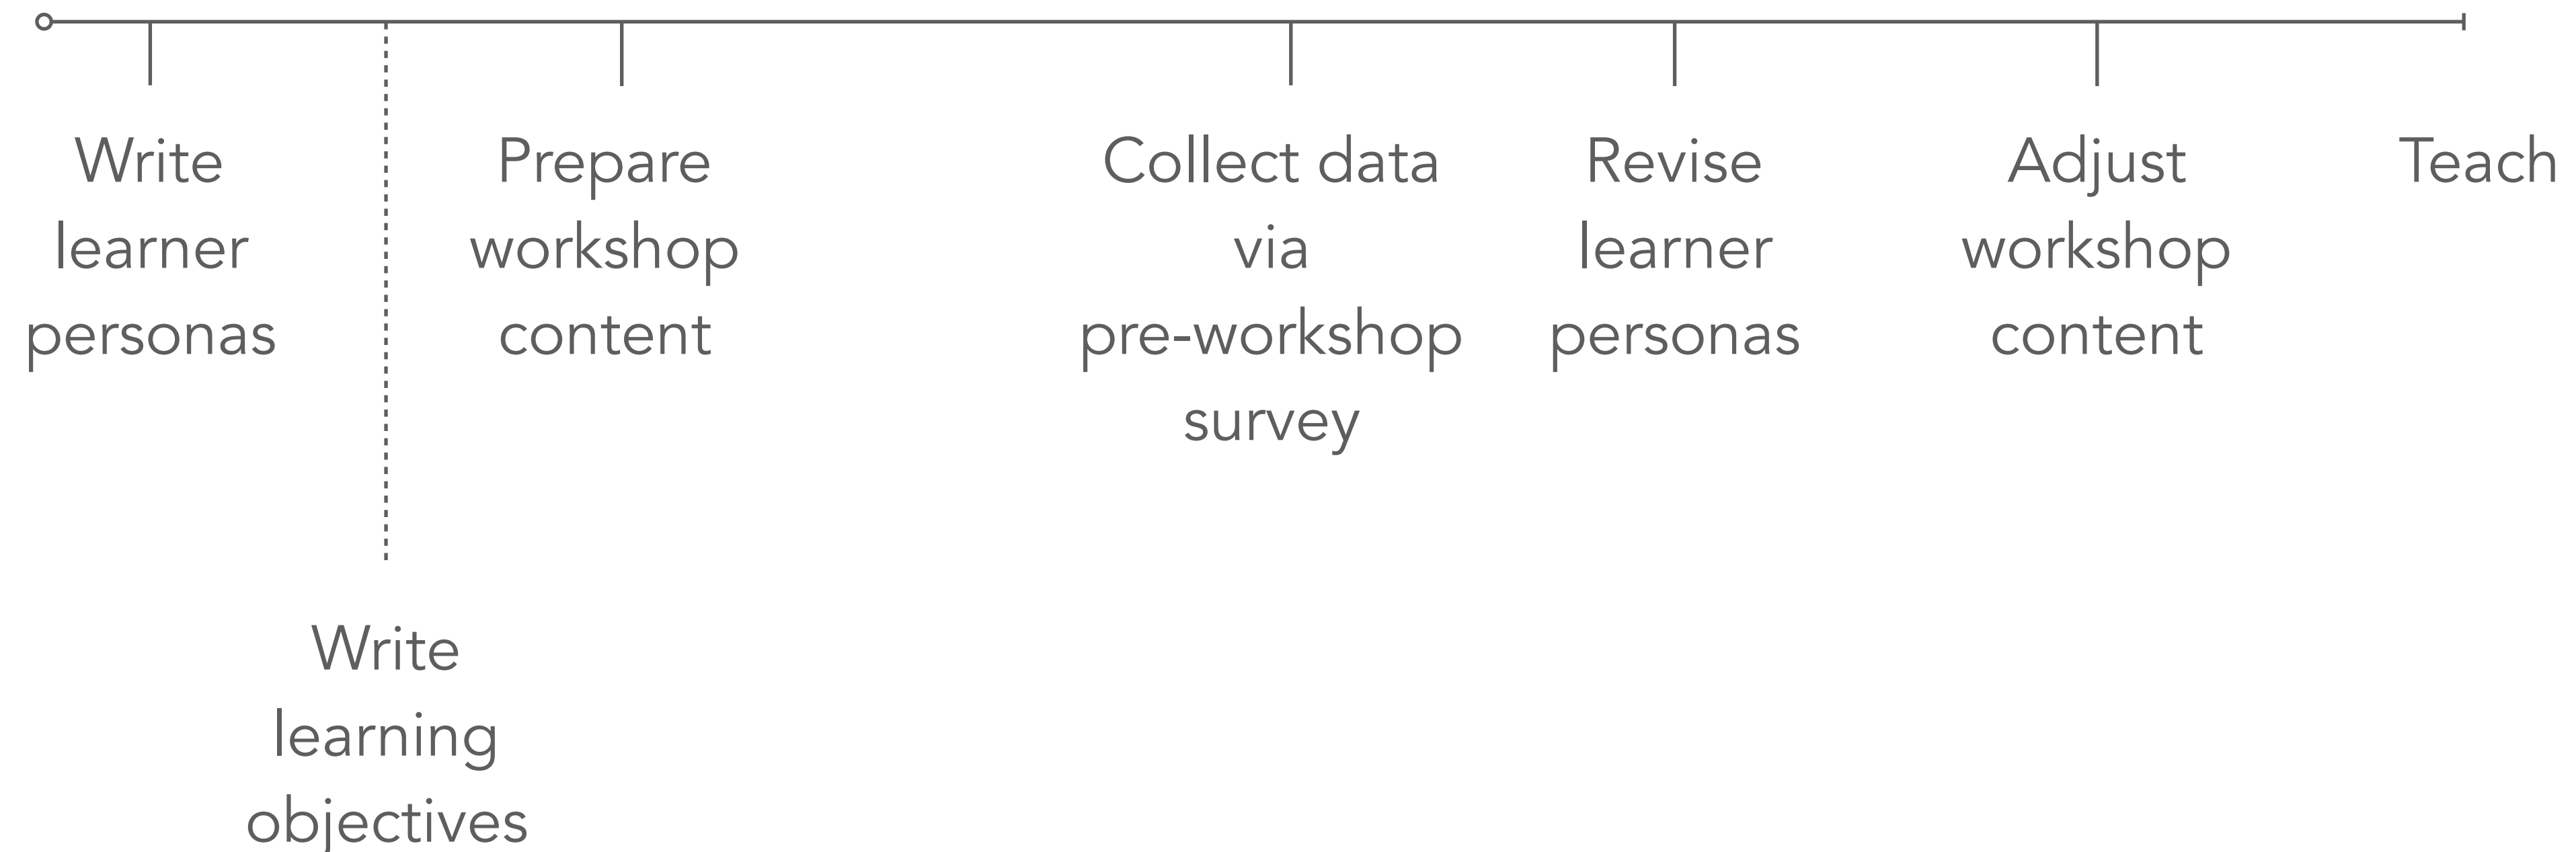 Write
learner
personas
Write
learning
objectives
Prepare
workshop
content
Collect data
via
pre-workshop
survey
Revise
learner
personas
Adjust
workshop
content
Teach